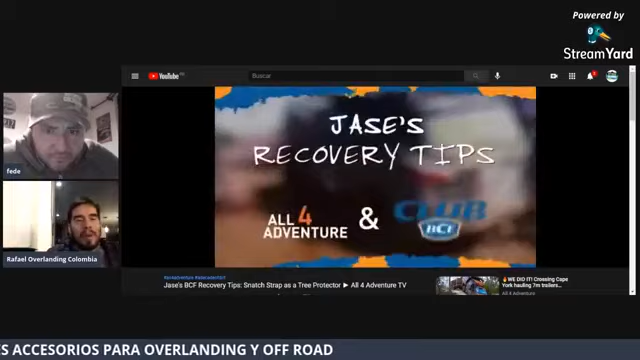 Powered by
StreamYard
YouTube
Buscar
JASE'S
RECOVERY TIPS
ALL 4
ADVENTURE
&
CLUB
BCF
fede
Rafael Overlanding Colombia
Jase's BCF Recovery Tips: Snatch Strap as a Tree Protector ► All 4 Adventure TV
WE DID IT! Crossing Cape
York hauling 7m trailers...
All 4 Adventure
ACCESORIOS PARA OVERLANDING Y OFF ROAD